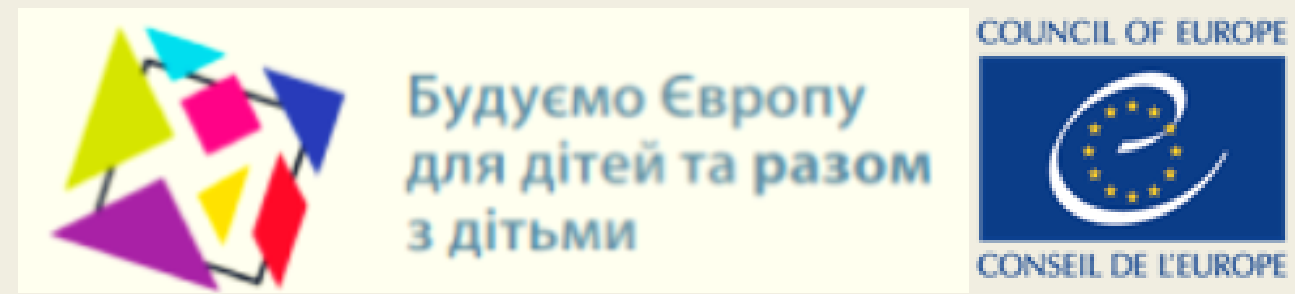 Будуємо Європу
для дітей та разом
з дітьми
COUNCIL OF EUROPE
CONSEIL DE L'EUROPE